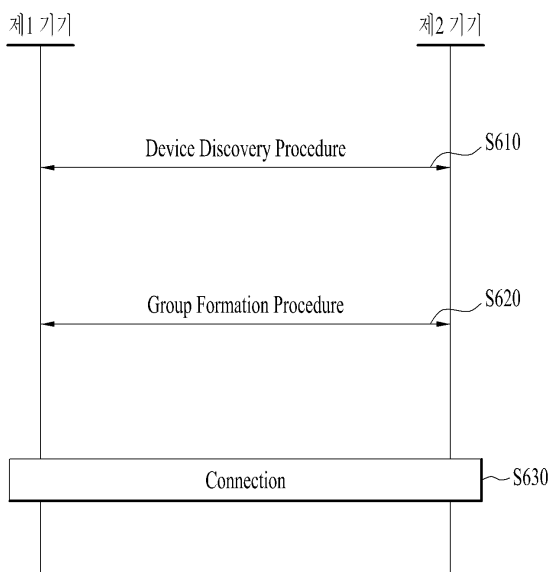 제1 기기
제2 기기
Device Discovery Procedure
S610
Group Formation Procedure
S620
Connection
S630